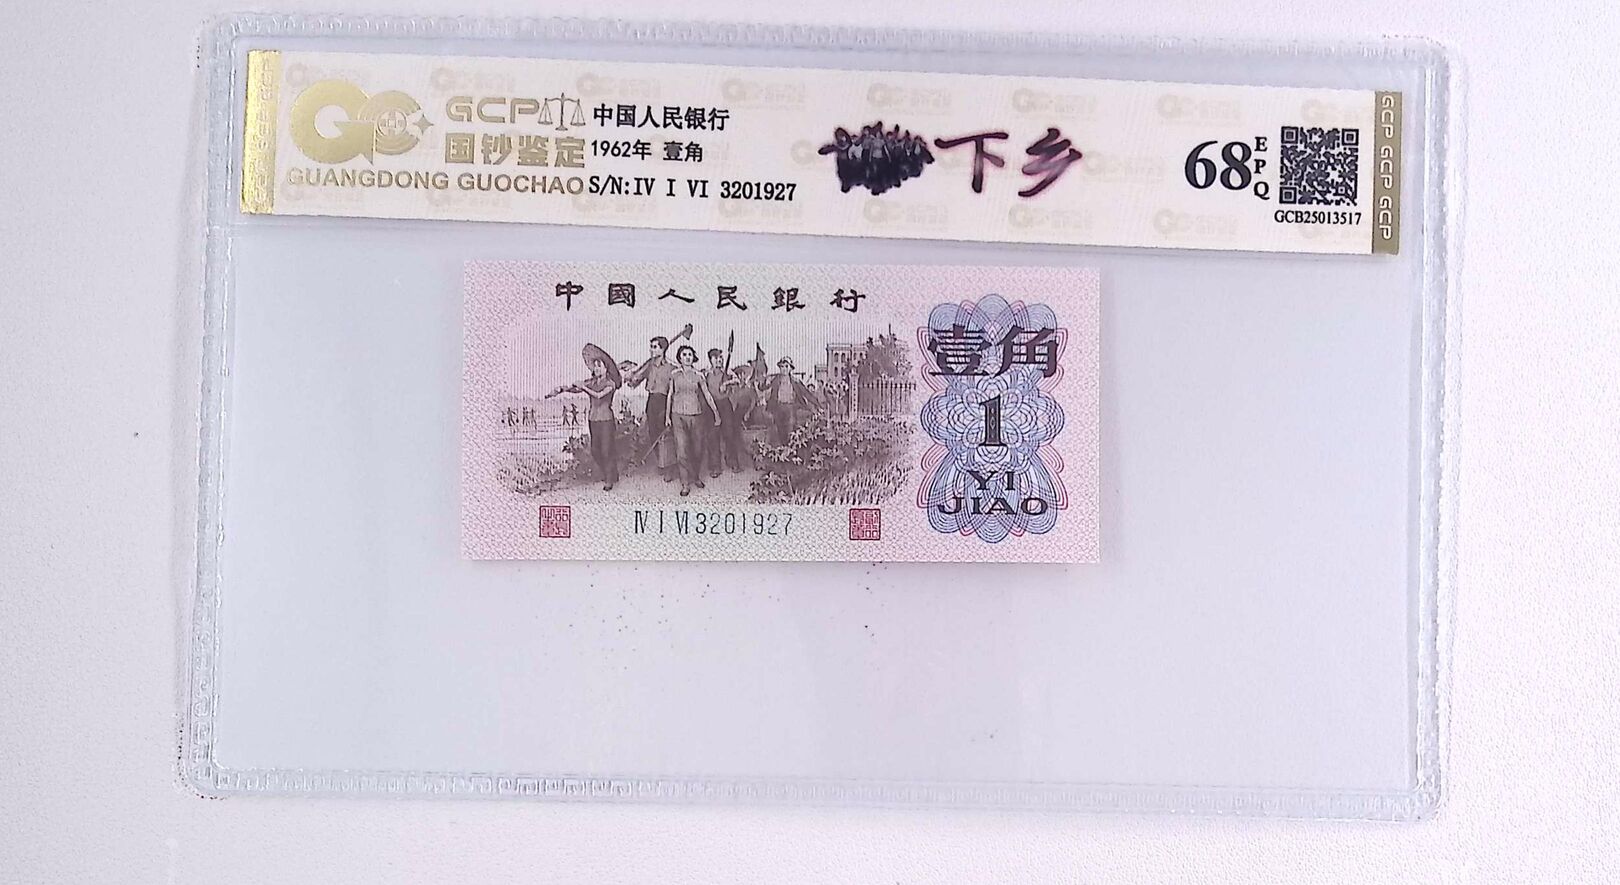 GCP
国钞鉴定
GUANGDONG GUOCHAO
中国人民银行
1962年 壹角
S/N:IV I VI 3201927
下乡
68
EPQ
GCB25013517
GCP GCP GCP
中國人民銀行
壹角
1
YI
JIAO
Ⅳ Ⅰ Ⅵ 3201927